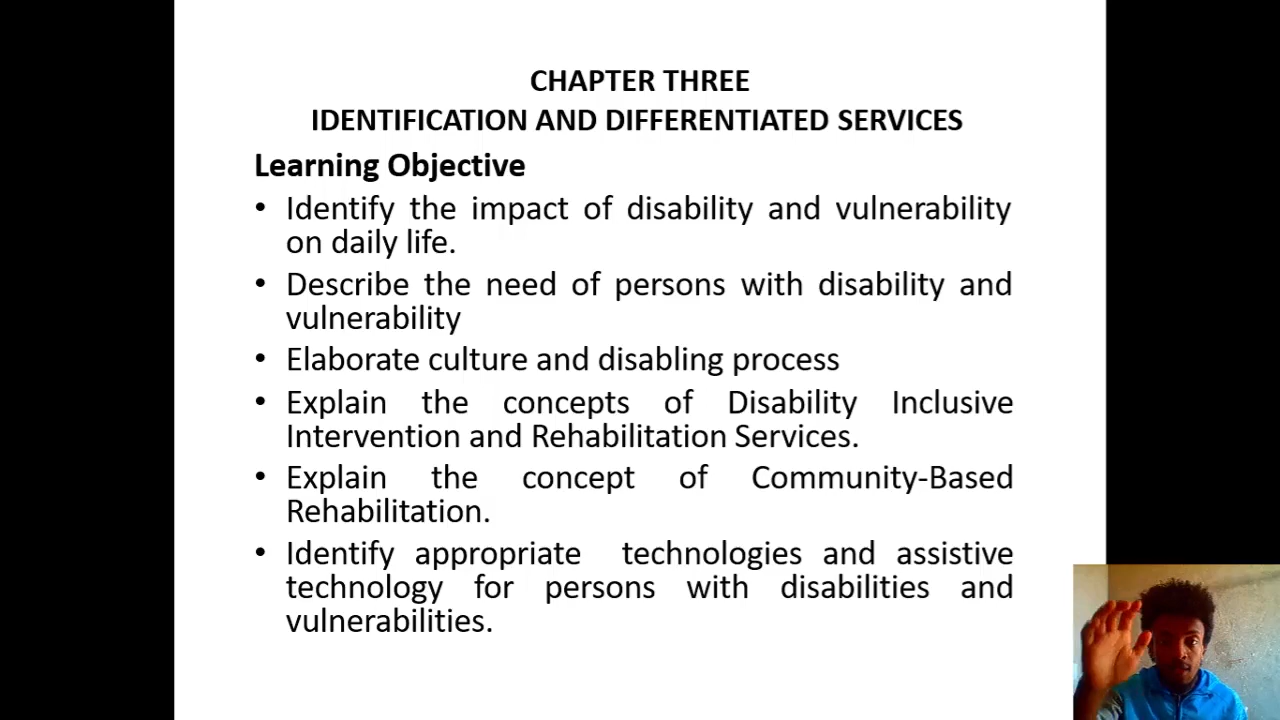 CHAPTER THREE
IDENTIFICATION AND DIFFERENTIATED SERVICES
Learning Objective
• Identify the impact of disability and vulnerability
on daily life.
• Describe the need of persons with disability and
vulnerability
• Elaborate culture and disabling process
• Explain the concepts of Disability Inclusive
Intervention and Rehabilitation Services.
• Explain the concept of Community-Based
Rehabilitation.
• Identify appropriate technologies and assistive
technology for persons with disabilities and
vulnerabilities.